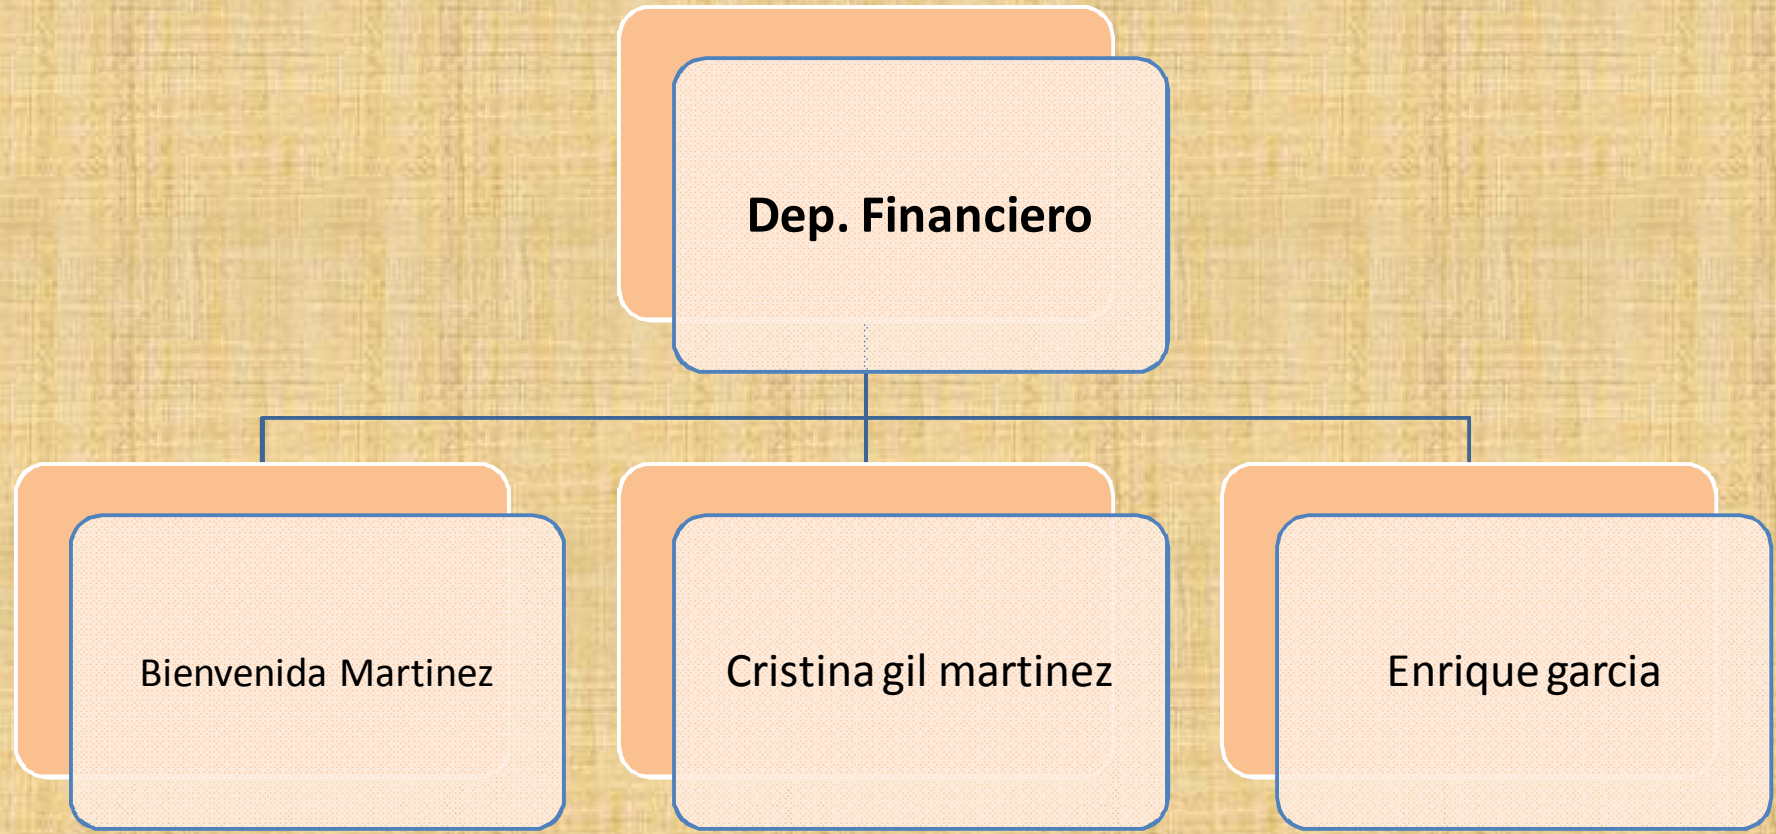 Dep. Financiero
Bienvenida Martinez
Cristina gil martinez
Enrique garcia